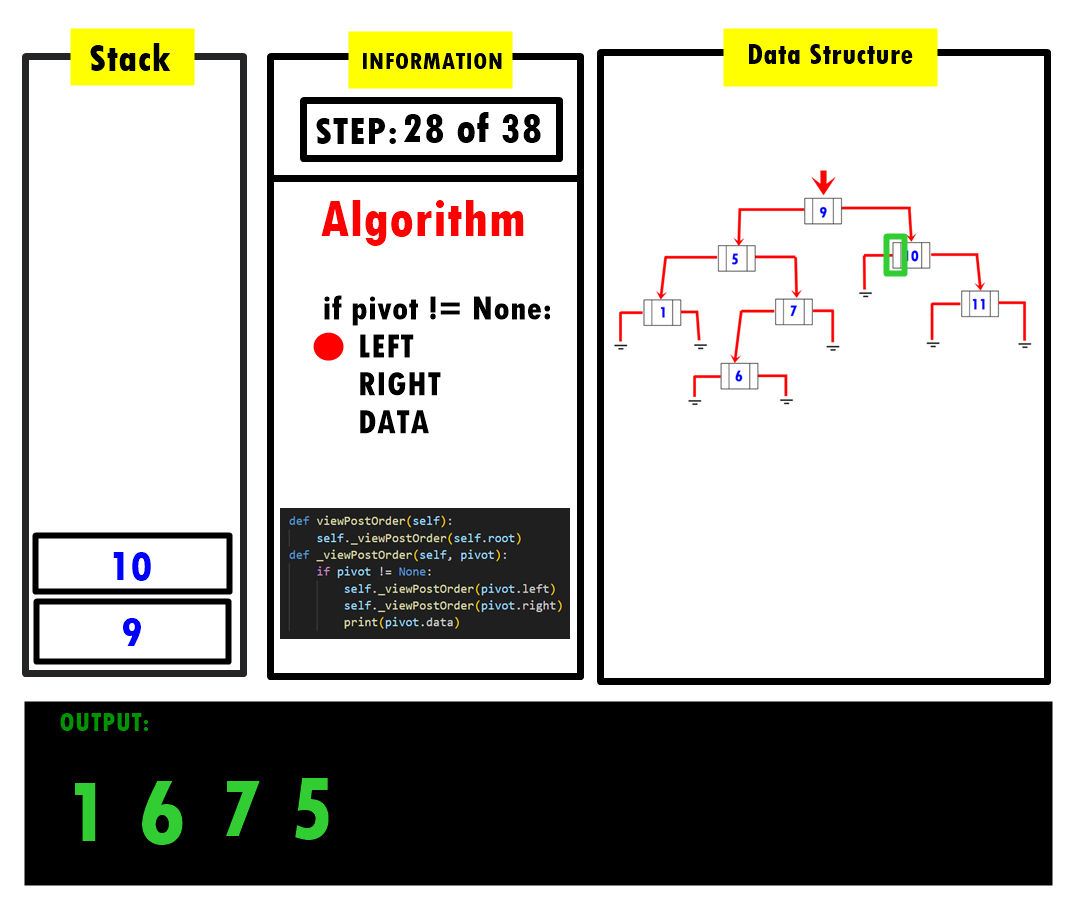 Stack
10
9
INFORMATION
STEP: 28 of 38
Algorithm
if pivot != None:
LEFT
RIGHT
DATA
def viewPostOrder(self):
self._viewPostOrder(self.root)
def _viewPostOrder(self, pivot):
if pivot != None:
self._viewPostOrder(pivot.left)
self._viewPostOrder(pivot.right)
print(pivot.data)
Data Structure
9
5
10
1
7
11
6
OUTPUT:
1 6 7 5